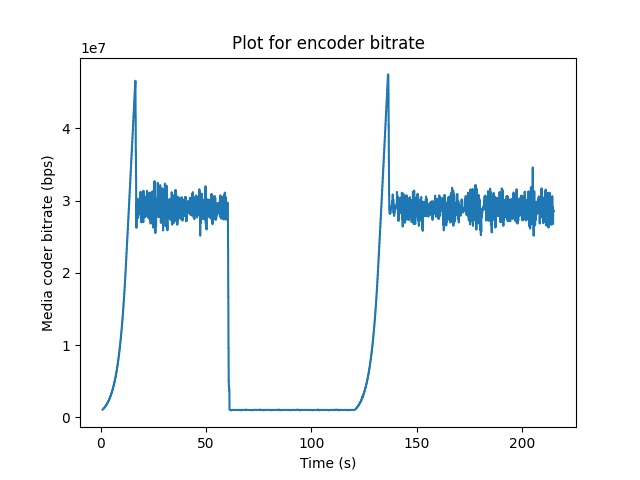 Plot for encoder bitrate
1e7
4
3
2
1
0
Media coder bitrate (bps)
0 50 100 150 200
Time (s)